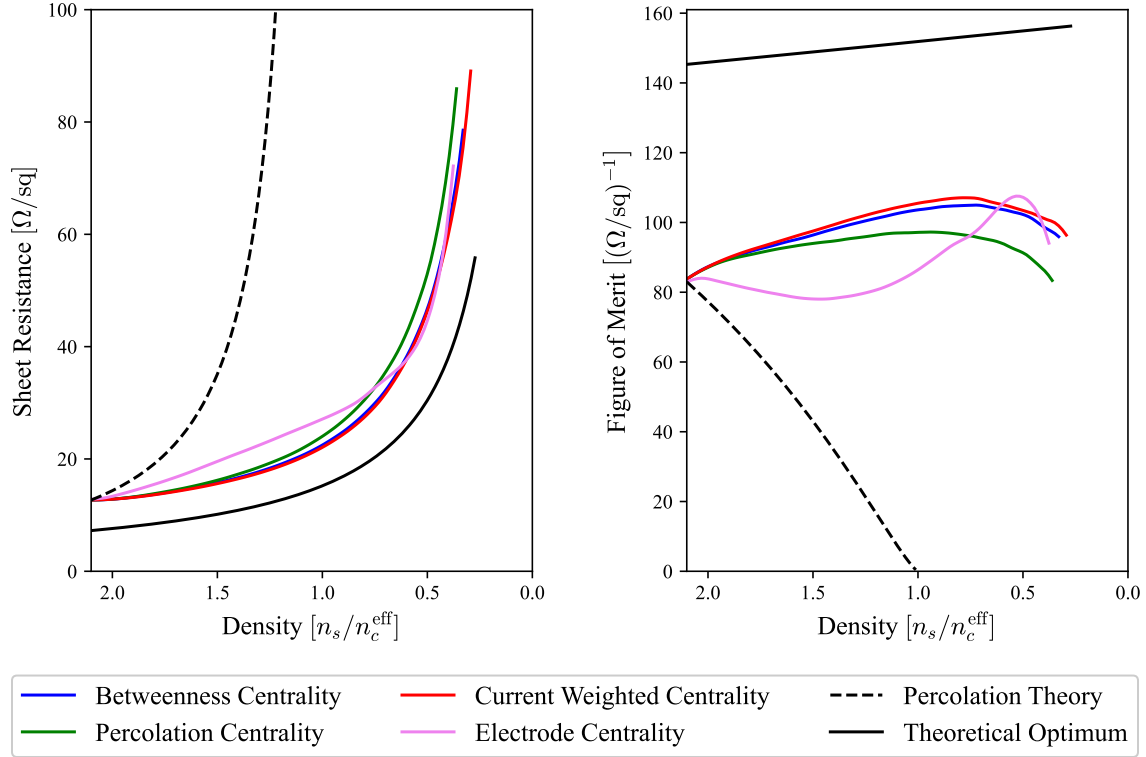 100
80
60
40
20
0
Sheet Resistance [Ω/sq]
2.0 1.5 1.0 0.5 0.0
Density [n_s/n_c^eff]
160
140
120
100
80
60
40
20
0
Figure of Merit [(Ω/sq)^−1]
2.0 1.5 1.0 0.5 0.0
Density [n_s/n_c^eff]
Betweenness Centrality Current Weighted Centrality Percolation Theory
Percolation Centrality Electrode Centrality Theoretical Optimum